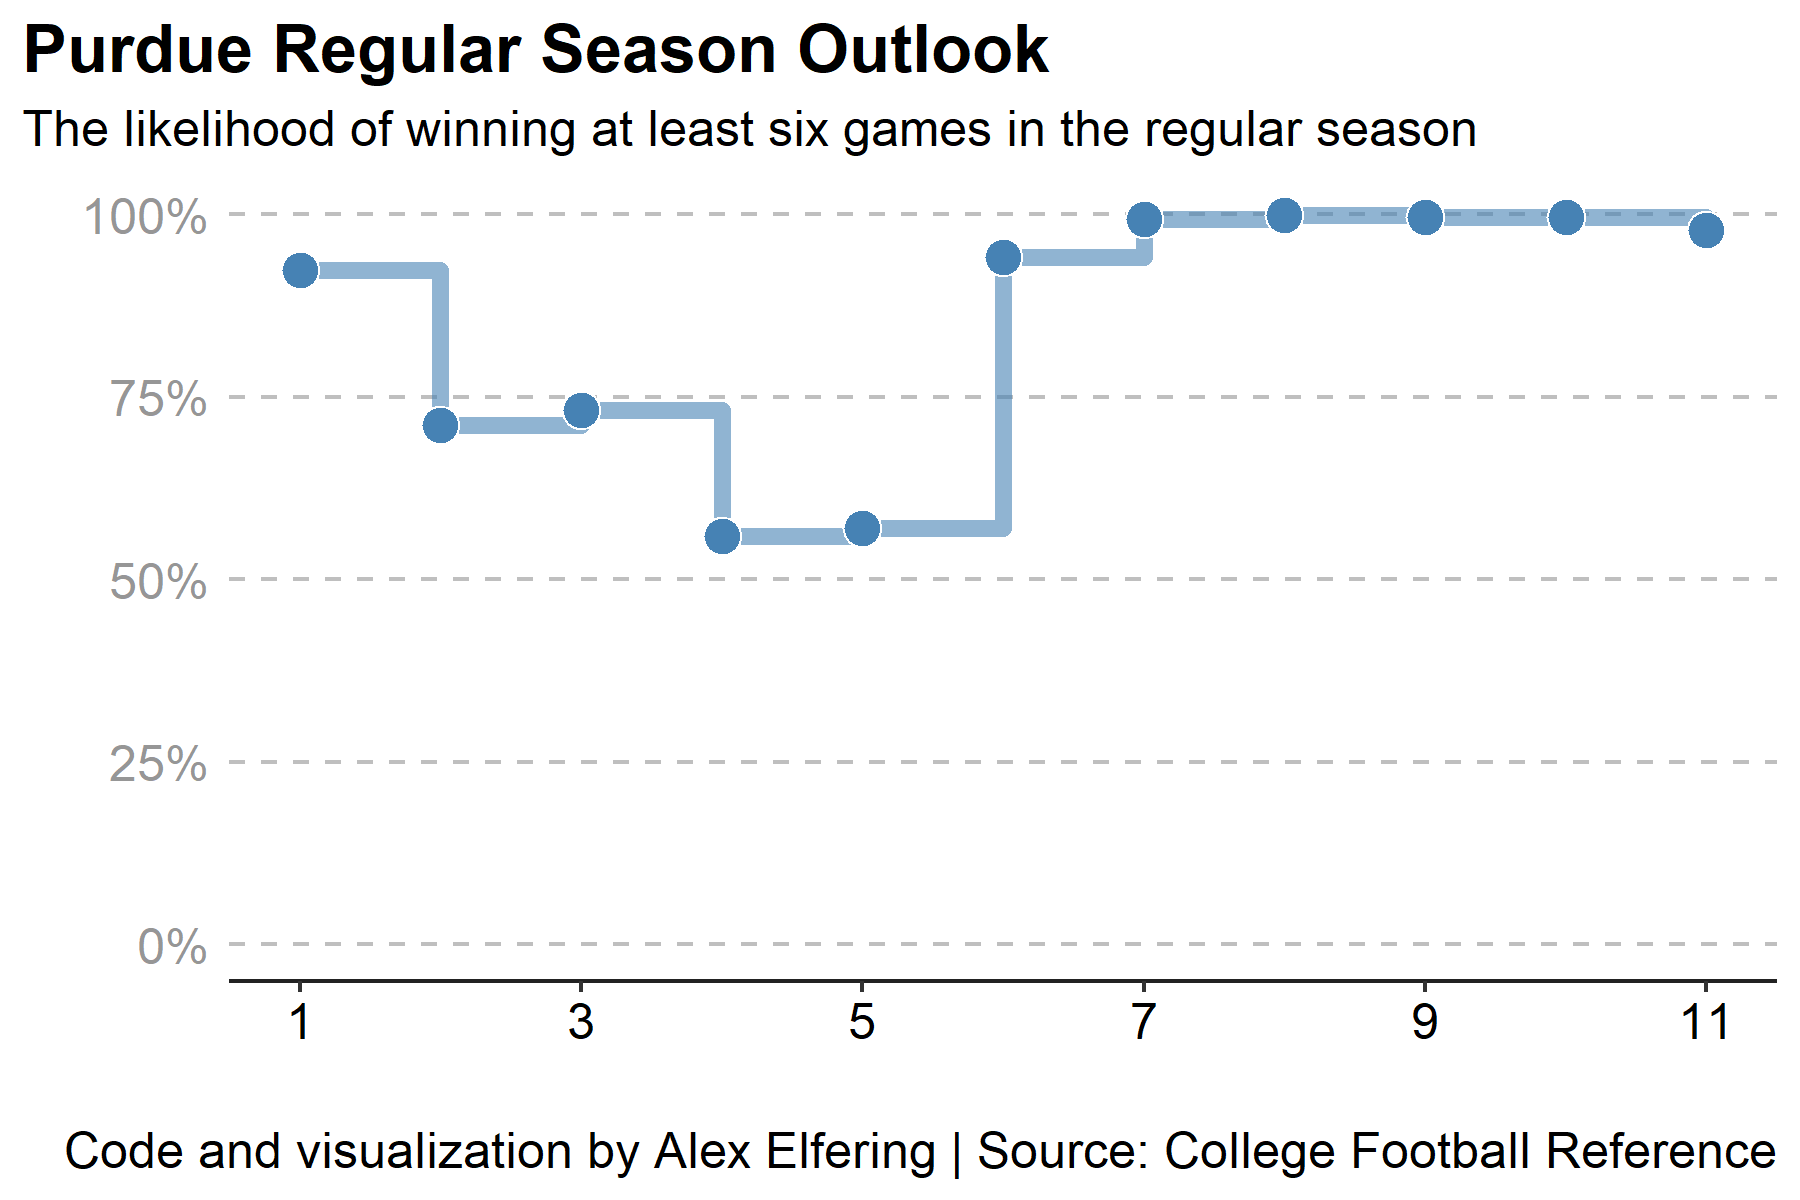 Purdue Regular Season Outlook
The likelihood of winning at least six games in the regular season
100%
75%
50%
25%
0%
1 3 5 7 9 11
Code and visualization by Alex Elfering | Source: College Football Reference